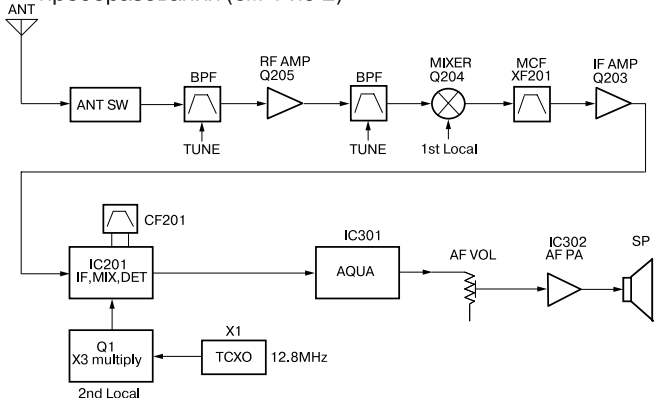 ANT
ANT SW
BPF
TUNE
RF AMP
Q205
BPF
TUNE
MIXER
Q204
1st Local
MCF
XF201
IF AMP
Q203
CF201
IC201
IF,MIX,DET
IC301
AQUA
AF VOL
IC302
AF PA
SP
Q1
X3 multiply
2nd Local
X1
TCXO
12.8MHz